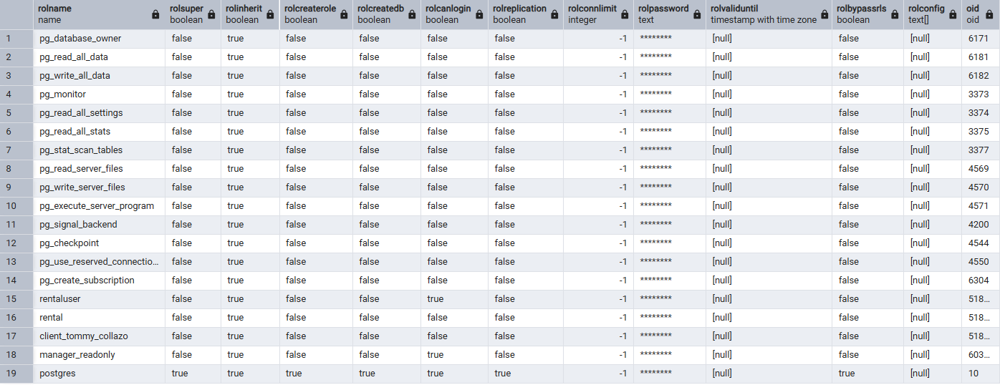 rolname rolsuper rolinherit rolcreaterole rolcreatedb rolcanlogin rolreplication rolconnlimit rolpassword rolvaliduntil rolbypassrls rolconfig oid
name boolean boolean boolean boolean boolean boolean integer text timestamp with time zone boolean text[] oid
1 pg_database_owner false true false false false false -1 ******** [null] false [null] 6171
2 pg_read_all_data false true false false false false -1 ******** [null] false [null] 6181
3 pg_write_all_data false true false false false false -1 ******** [null] false [null] 6182
4 pg_monitor false true false false false false -1 ******** [null] false [null] 3373
5 pg_read_all_settings false true false false false false -1 ******** [null] false [null] 3374
6 pg_read_all_stats false true false false false false -1 ******** [null] false [null] 3375
7 pg_stat_scan_tables false true false false false false -1 ******** [null] false [null] 3377
8 pg_read_server_files false true false false false false -1 ******** [null] false [null] 4569
9 pg_write_server_files false true false false false false -1 ******** [null] false [null] 4570
10 pg_execute_server_program false true false false false false -1 ******** [null] false [null] 4571
11 pg_signal_backend false true false false false false -1 ******** [null] false [null] 4200
12 pg_checkpoint false true false false false false -1 ******** [null] false [null] 4544
13 pg_use_reserved_connectio... false true false false false false -1 ******** [null] false [null] 4550
14 pg_create_subscription false true false false false false -1 ******** [null] false [null] 6304
15 rentaluser false true false false true false -1 ******** [null] false [null] 518...
16 rental false true false false false false -1 ******** [null] false [null] 518...
17 client_tommy_collazo false true false false false false -1 ******** [null] false [null] 518...
18 manager_readonly false true false false true false -1 ******** [null] false [null] 603...
19 postgres true true true true true true -1 ******** [null] true [null] 10